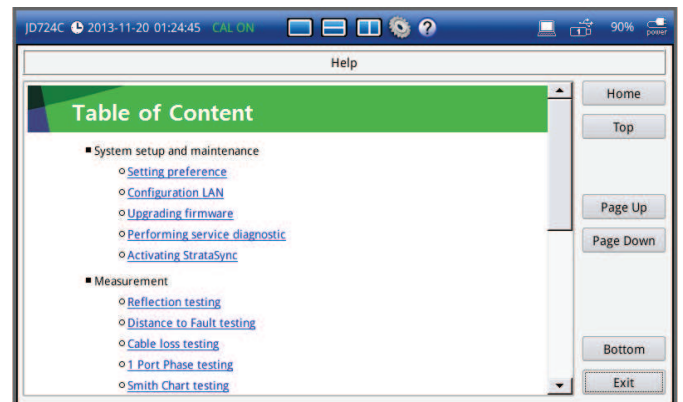 JD724C 2013-11-20 01:24:45 CAL ON 90% power
Help
Table of Content
System setup and maintenance
Setting preference
Configuration LAN
Upgrading firmware
Performing service diagnostic
Activating StrataSync
Measurement
Reflection testing
Distance to Fault testing
Cable loss testing
1 Port Phase testing
Smith Chart testing
Home
Top
Page Up
Page Down
Bottom
Exit